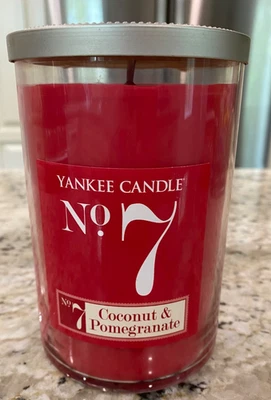 YANKEE CANDLE®
No. 7
No. 7 Coconut &
Pomegranate